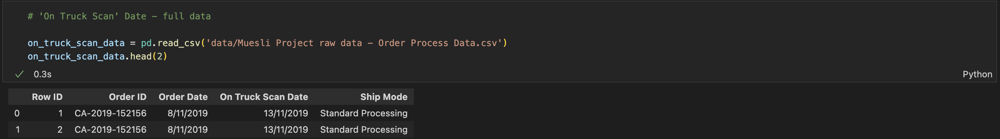 # 'On Truck Scan' Date – full data
on_truck_scan_data = pd.read_csv('data/Muesli Project raw data – Order Process Data.csv')
on_truck_scan_data.head(2)
✓ 0.3s Python
Row ID Order ID Order Date On Truck Scan Date Ship Mode
0 1 CA-2019-152156 8/11/2019 13/11/2019 Standard Processing
1 2 CA-2019-152156 8/11/2019 13/11/2019 Standard Processing